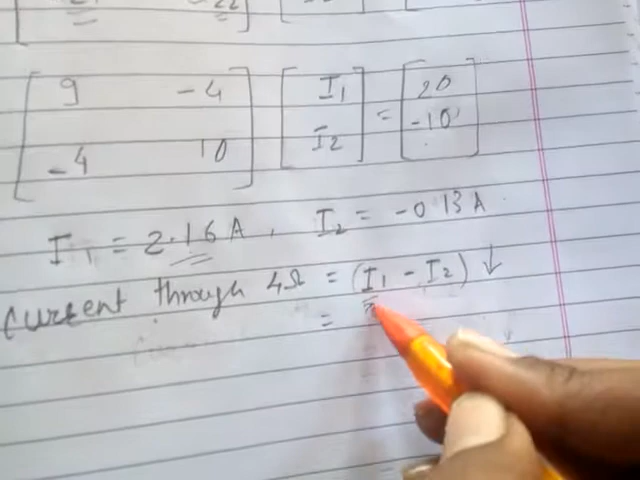 9 -4 I1 = 20
-4 10 I2 -10
I1 = 2.16 A , I2 = -0.13 A
Current through 4Ω = (I1 - I2) ↓
=